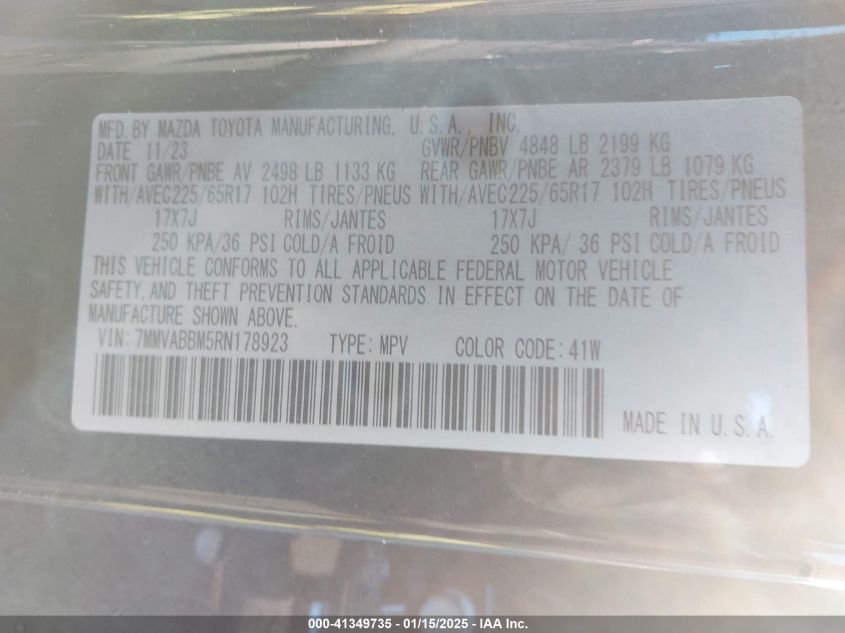 MFD. BY MAZDA TOYOTA MANUFACTURING, U.S.A., INC.
DATE 11/23 GVWR/PNBV 4848 LB 2199 KG
FRONT GAWR/PNBE AV 2498 LB 1133 KG REAR GAWR/PNBE AR 2379 LB 1079 KG
WITH/AVEC225/65R17 102H TIRES/PNEUS WITH/AVEC225/65R17 102H TIRES/PNEUS
17X7J RIMS/JANTES 17X7J RIMS/JANTES
250 KPA/36 PSI COLD/A FROID 250 KPA/ 36 PSI COLD/A FROID
THIS VEHICLE CONFORMS TO ALL APPLICABLE FEDERAL MOTOR VEHICLE
SAFETY, AND THEFT PREVENTION STANDARDS IN EFFECT ON THE DATE OF
MANUFACTURE SHOWN ABOVE.
VIN: 7MMVABBM5RN178923 TYPE: MPV COLOR CODE: 41W
MADE IN U.S.A.
000-41349735 - 01/15/2025 - IAA Inc.